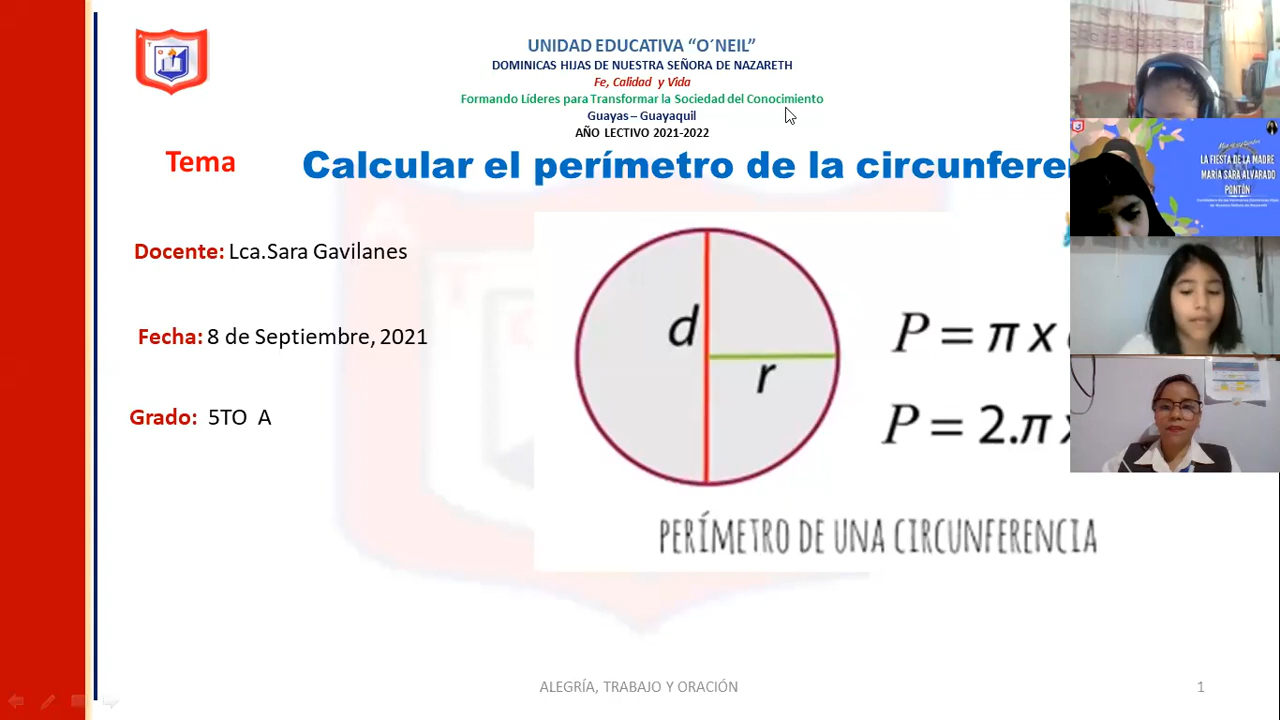 UNIDAD EDUCATIVA “O´NEIL”
DOMINICAS HIJAS DE NUESTRA SEÑORA DE NAZARETH
Fe, Calidad y Vida
Formando Líderes para Transformar la Sociedad del Conocimiento
Guayas – Guayaquil
AÑO LECTIVO 2021-2022
Tema
Calcular el perímetro de la circunfere
Docente: Lca.Sara Gavilanes
Fecha: 8 de Septiembre, 2021
Grado: 5TO A
d
r
P = π x
P = 2.π
PERÍMETRO DE UNA CIRCUNFERENCIA
ALEGRÍA, TRABAJO Y ORACIÓN
1
LA FIESTA DE LA MADRE
MARÍA SARA ALVARADO
PONTÓN